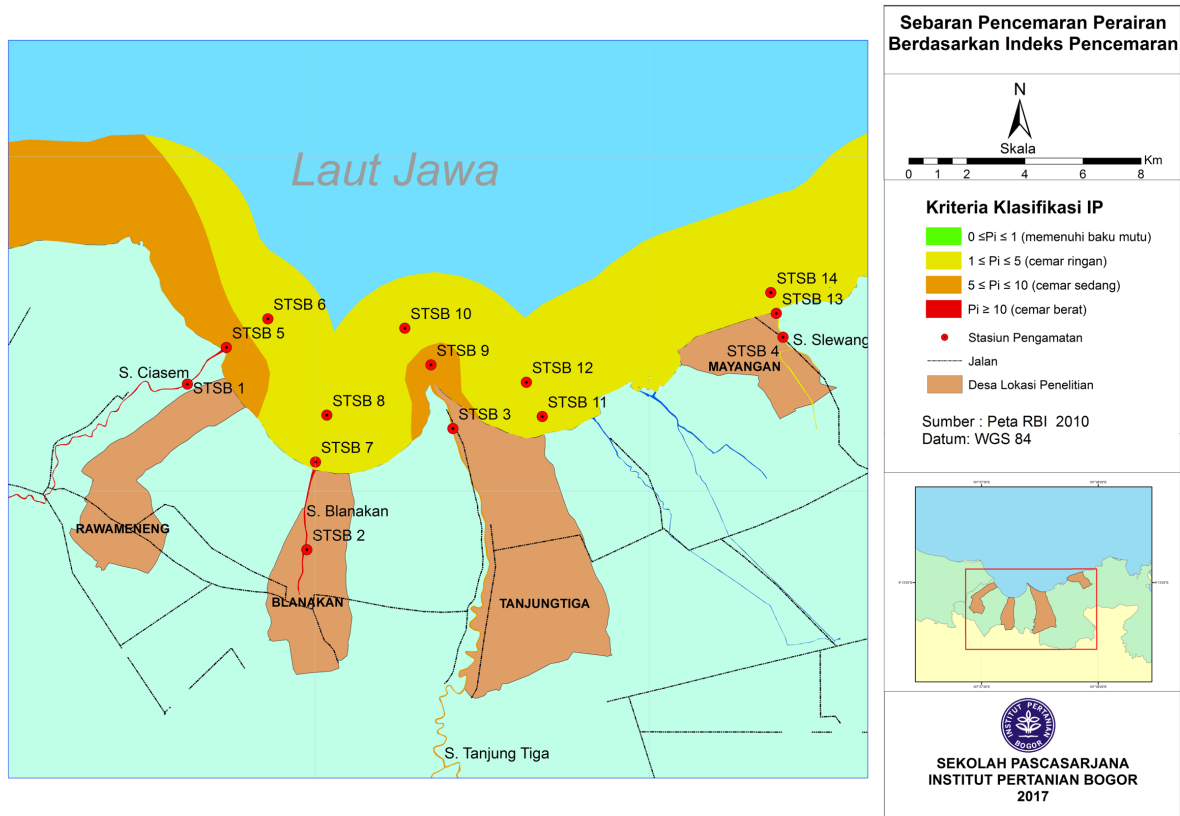 Sebaran Pencemaran Perairan
Berdasarkan Indeks Pencemaran
N
Skala
Km
0 1 2 4 6 8
Kriteria Klasifikasi IP
0 ≤Pi ≤ 1 (memenuhi baku mutu)
1 ≤ Pi ≤ 5 (cemar ringan)
5 ≤ Pi ≤ 10 (cemar sedang)
Pi ≥ 10 (cemar berat)
Stasiun Pengamatan
Jalan
Desa Lokasi Penelitian
Sumber : Peta RBI 2010
Datum: WGS 84
INSTITUT PERTANIAN
BOGOR
SEKOLAH PASCASARJANA
INSTITUT PERTANIAN BOGOR
2017
Laut Jawa
STSB 14
STSB 13
STSB 6
STSB 10
STSB 5
S. Slewang
STSB 4
STSB 9
MAYANGAN
S. Ciasem
STSB 12
STSB 1
STSB 8
STSB 3
STSB 11
STSB 7
S. Blanakan
RAWAMENENG
STSB 2
BLANAKAN
TANJUNGTIGA
S. Tanjung Tiga